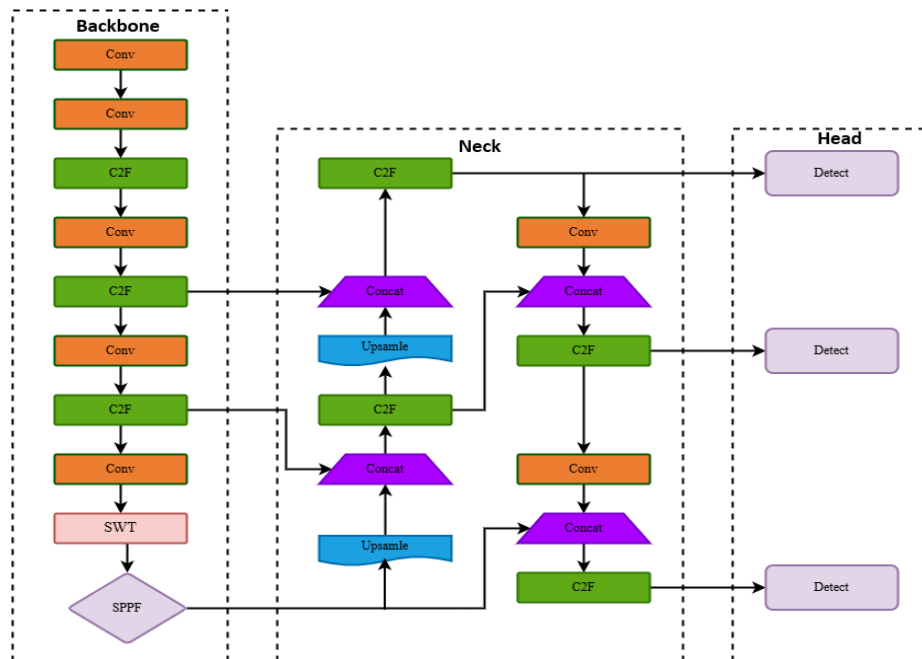 Backbone
Conv
Conv
C2F
Conv
C2F
Conv
C2F
Conv
SWT
SPPF
Neck
C2F
Concat
Upsamle
C2F
Concat
Upsamle
Conv
Concat
C2F
Conv
Concat
C2F
Head
Detect
Detect
Detect